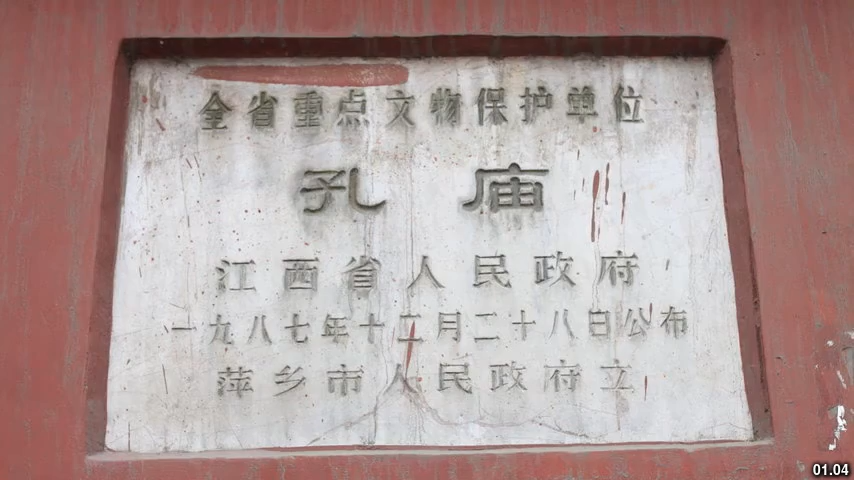 全省重点文物保护单位
孔庙
江西省人民政府
一九八七年十二月二十八日公布
萍乡市人民政府立
01.04